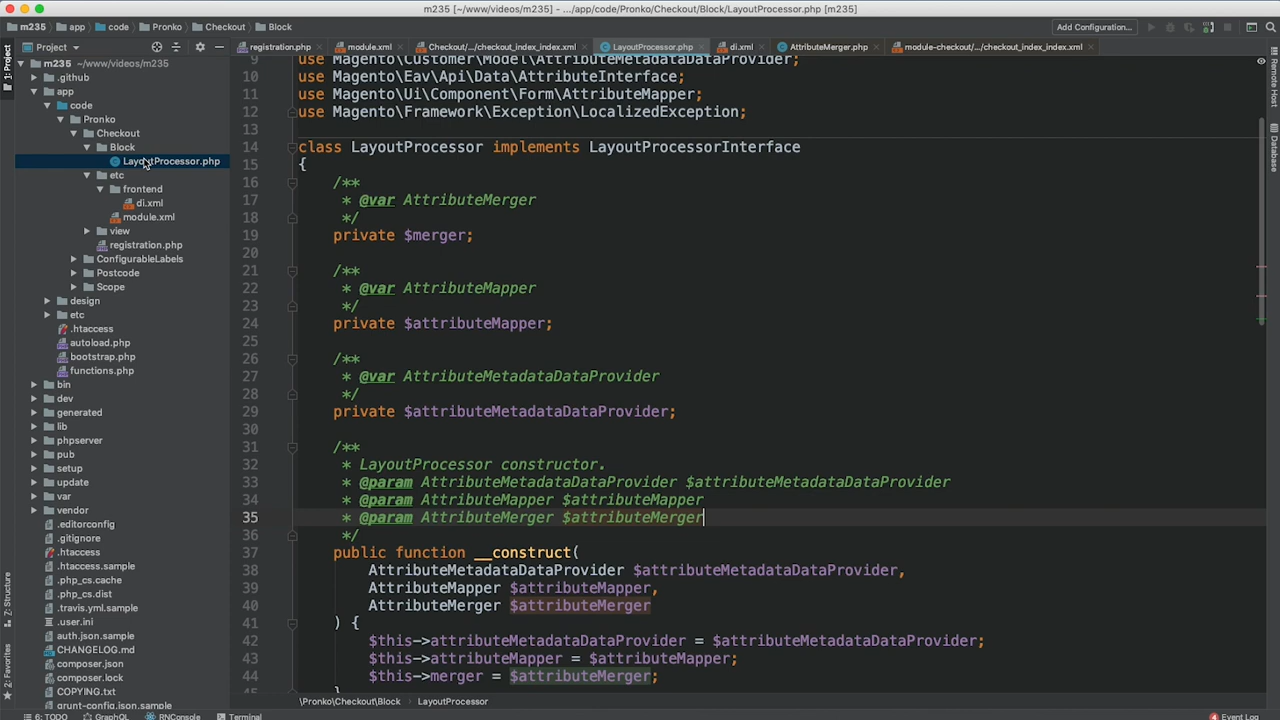 m235 [~/www/videos/m235] - .../app/code/Pronko/Checkout/Block/LayoutProcessor.php [m235]
m235 app code Pronko Checkout Block Add Configuration...
1: Project
Project
registration.php module.xml Checkout/.../checkout_index_index.xml LayoutProcessor.php di.xml AttributeMerger.php module-checkout/.../checkout_index_index.xml
m235 ~/www/videos/m235
.github
app
code
Pronko
Checkout
Block
LayoutProcessor.php
etc
frontend
di.xml
module.xml
view
registration.php
ConfigurableLabels
Postcode
Scope
design
etc
.htaccess
autoload.php
bootstrap.php
functions.php
bin
dev
generated
lib
phpserver
pub
setup
update
var
vendor
.editorconfig
.gitignore
.htaccess
.htaccess.sample
.php_cs.cache
.php_cs.dist
.travis.yml.sample
.user.ini
auth.json.sample
CHANGELOG.md
composer.json
composer.lock
COPYING.txt
grunt-config.json.sample
7: Structure
2: Favorites
9 use Magento\Customer\Model\AttributeMetadataDataProvider;
10 use Magento\Eav\Api\Data\AttributeInterface;
11 use Magento\Ui\Component\Form\AttributeMapper;
12 use Magento\Framework\Exception\LocalizedException;
13
14 class LayoutProcessor implements LayoutProcessorInterface
15 {
16 /**
17 * @var AttributeMerger
18 */
19 private $merger;
20
21 /**
22 * @var AttributeMapper
23 */
24 private $attributeMapper;
25
26 /**
27 * @var AttributeMetadataDataProvider
28 */
29 private $attributeMetadataDataProvider;
30
31 /**
32 * LayoutProcessor constructor.
33 * @param AttributeMetadataDataProvider $attributeMetadataDataProvider
34 * @param AttributeMapper $attributeMapper
35 * @param AttributeMerger $attributeMerger
36 */
37 public function __construct(
38 AttributeMetadataDataProvider $attributeMetadataDataProvider,
39 AttributeMapper $attributeMapper,
40 AttributeMerger $attributeMerger
41 ) {
42 $this->attributeMetadataDataProvider = $attributeMetadataDataProvider;
43 $this->attributeMapper = $attributeMapper;
44 $this->merger = $attributeMerger;
45 }
Remote Host
Database
\Pronko\Checkout\Block LayoutProcessor
6: TODO GraphQL RNConsole Terminal Event Log